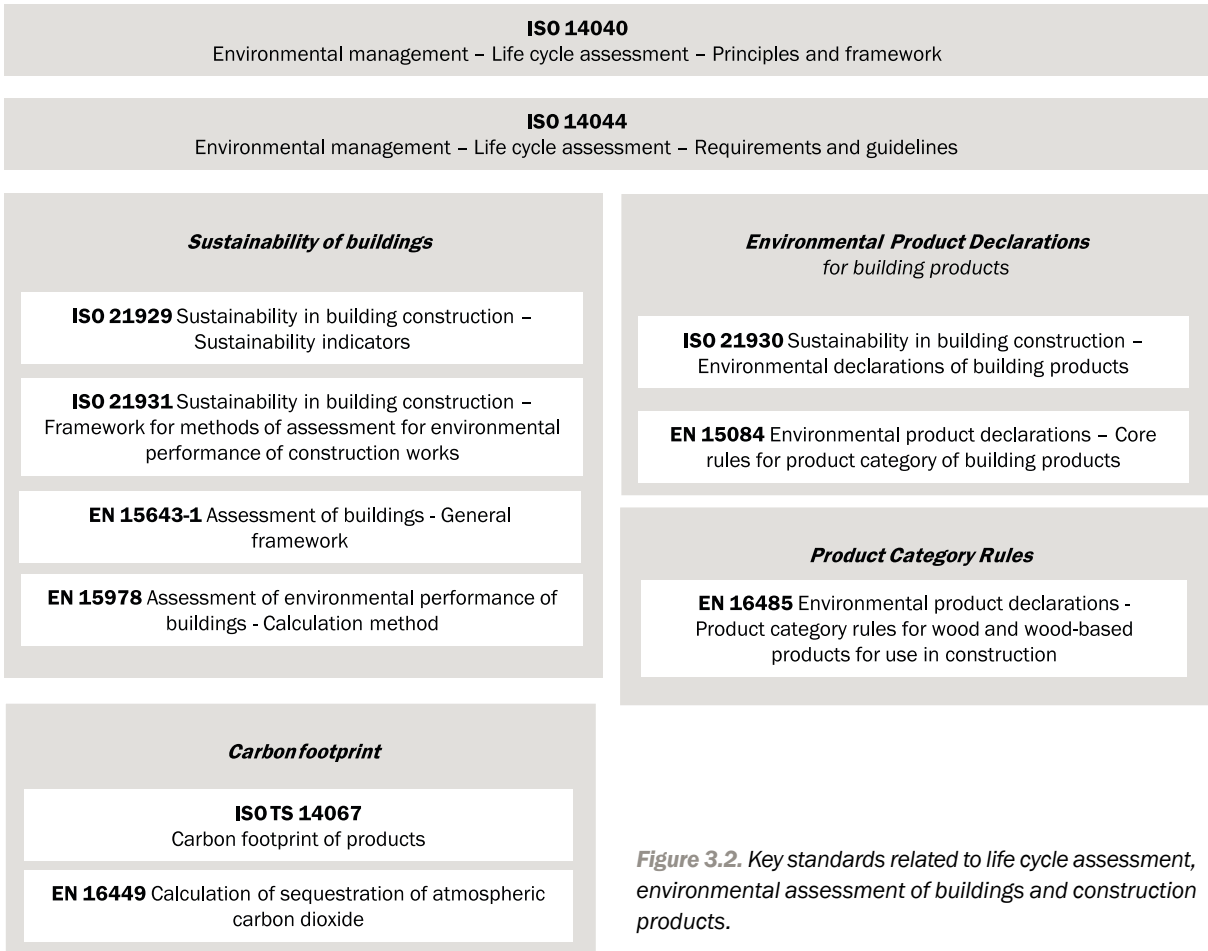 ISO 14040
Environmental management – Life cycle assessment – Principles and framework
ISO 14044
Environmental management – Life cycle assessment – Requirements and guidelines
Sustainability of buildings
ISO 21929 Sustainability in building construction –
Sustainability indicators
ISO 21931 Sustainability in building construction –
Framework for methods of assessment for environmental
performance of construction works
EN 15643-1 Assessment of buildings - General
framework
EN 15978 Assessment of environmental performance of
buildings - Calculation method
Environmental Product Declarations
for building products
ISO 21930 Sustainability in building construction –
Environmental declarations of building products
EN 15084 Environmental product declarations – Core
rules for product category of building products
Product Category Rules
EN 16485 Environmental product declarations -
Product category rules for wood and wood-based
products for use in construction
Carbon footprint
ISO TS 14067
Carbon footprint of products
EN 16449 Calculation of sequestration of atmospheric
carbon dioxide
Figure 3.2. Key standards related to life cycle assessment,
environmental assessment of buildings and construction
products.